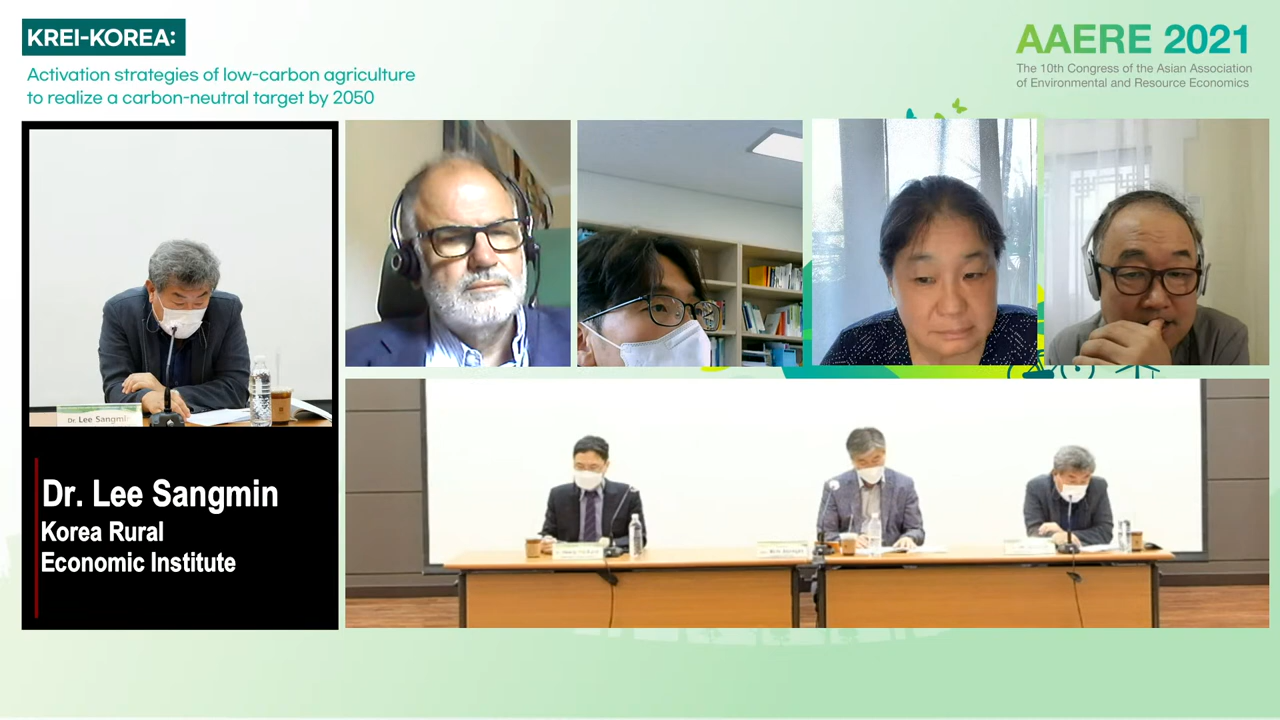 KREI-KOREA:
Activation strategies of low-carbon agriculture
to realize a carbon-neutral target by 2050
AAERE 2021
The 10th Congress of the Asian Association
of Environmental and Resource Economics
Dr. Lee Sangmin
Dr. Lee Sangmin
Korea Rural
Economic Institute